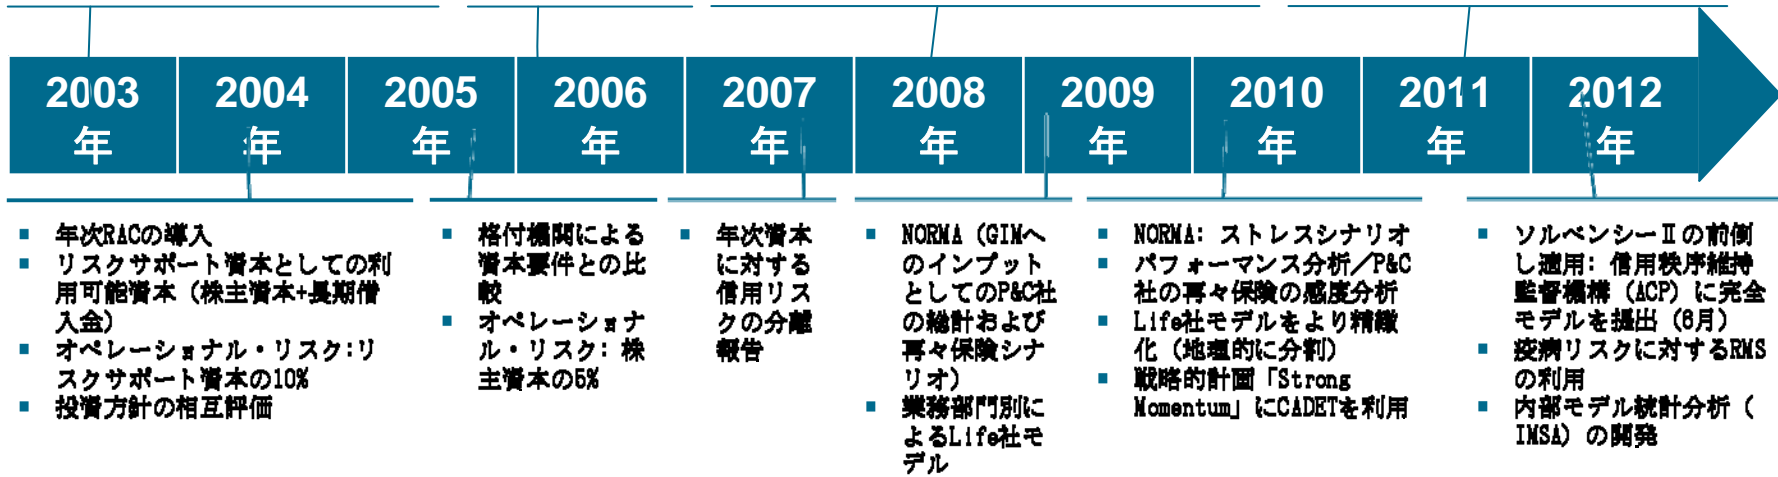 2003 2004 2005 2006 2007 2008 2009 2010 2011 2012
年 年 年 年 年 年 年 年 年 年
年次RACの導入
リスクサポート資本としての利
用可能資本（株主資本+長期借
入金）
オペレーショナル・リスク:リ
スクサポート資本の10%
投資方針の相互評価
格付機関による
資本要件との比
較
オペレーショナ
ル・リスク: 株
主資本の5%
年次資本
に対する
信用リス
クの分離
報告
NORMA（GIMへ
のインプット
としてのP&C社
の総計および
再々保険シナ
リオ）
業務部門別に
よるLife社モ
デル
NORMA: ストレスシナリオ
パフォーマンス分析／P&C
社の再々保険の感度分析
Life社モデルをより精緻
化（地理的に分割）
戦略的計画「Strong
Momentum」にCADETを利用
ソルベンシーⅡの前倒
し適用: 信用秩序維持
監督機構（ACP）に完全
モデルを提出（6月）
疫病リスクに対するRMS
の利用
内部モデル統計分析（
IMSA）の開発